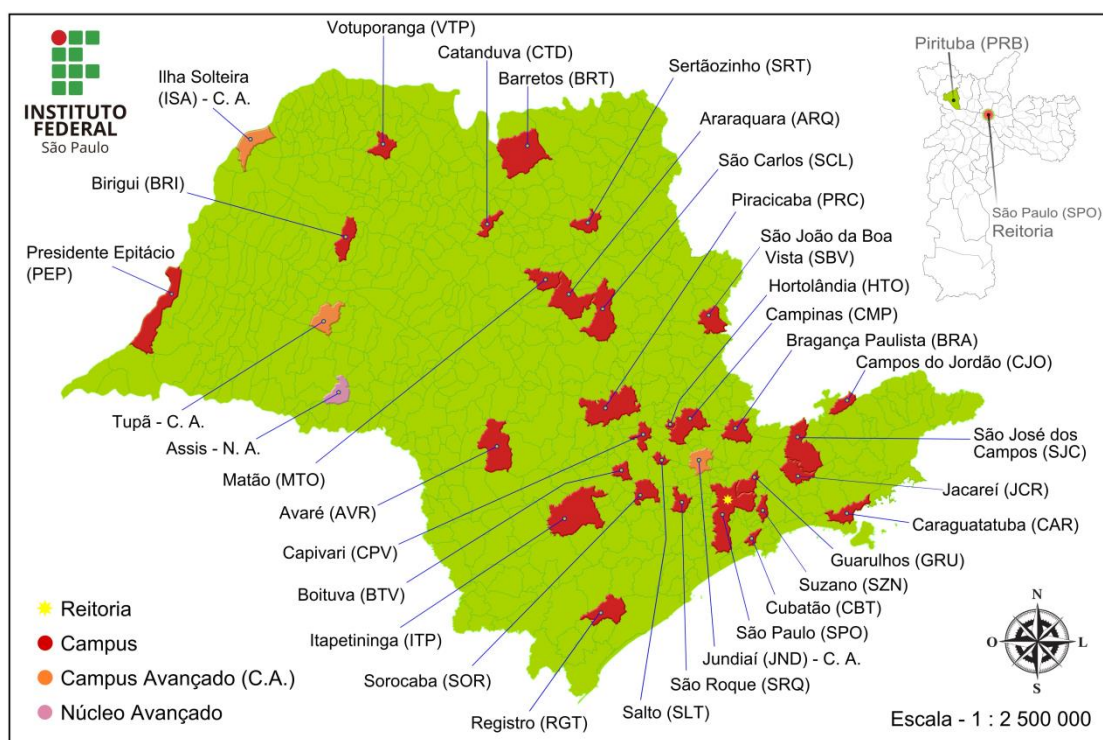 INSTITUTO
FEDERAL
São Paulo
Votuporanga (VTP)
Catanduva (CTD)
Barretos (BRT)
Sertãozinho (SRT)
Ilha Solteira
(ISA) - C. A.
Araraquara (ARQ)
São Carlos (SCL)
Piracicaba (PRC)
Birigui (BRI)
São João da Boa
Vista (SBV)
Presidente Epitácio
(PEP)
Hortolândia (HTO)
Campinas (CMP)
Bragança Paulista (BRA)
Campos do Jordão (CJO)
Pirituba (PRB)
São Paulo (SPO)
Reitoria
Tupã - C. A.
Assis - N. A.
Matão (MTO)
Avaré (AVR)
Capivari (CPV)
Boituva (BTV)
Itapetininga (ITP)
Sorocaba (SOR)
Registro (RGT)
São José dos
Campos (SJC)
Jacareí (JCR)
Caraguatatuba (CAR)
Guarulhos (GRU)
Suzano (SZN)
Cubatão (CBT)
São Paulo (SPO)
Jundiaí (JND) - C. A.
São Roque (SRQ)
Salto (SLT)
Reitoria
Campus
Campus Avançado (C.A.)
Núcleo Avançado
N
O
L
S
Escala - 1 : 2 500 000